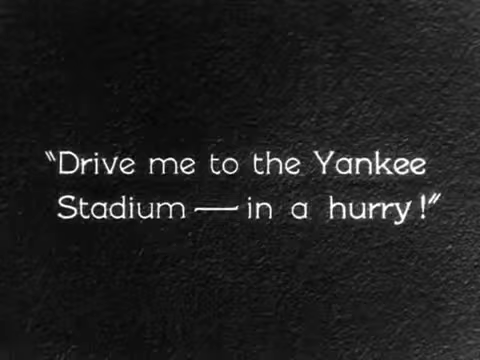 "Drive me to the Yankee
Stadium — in a hurry!"